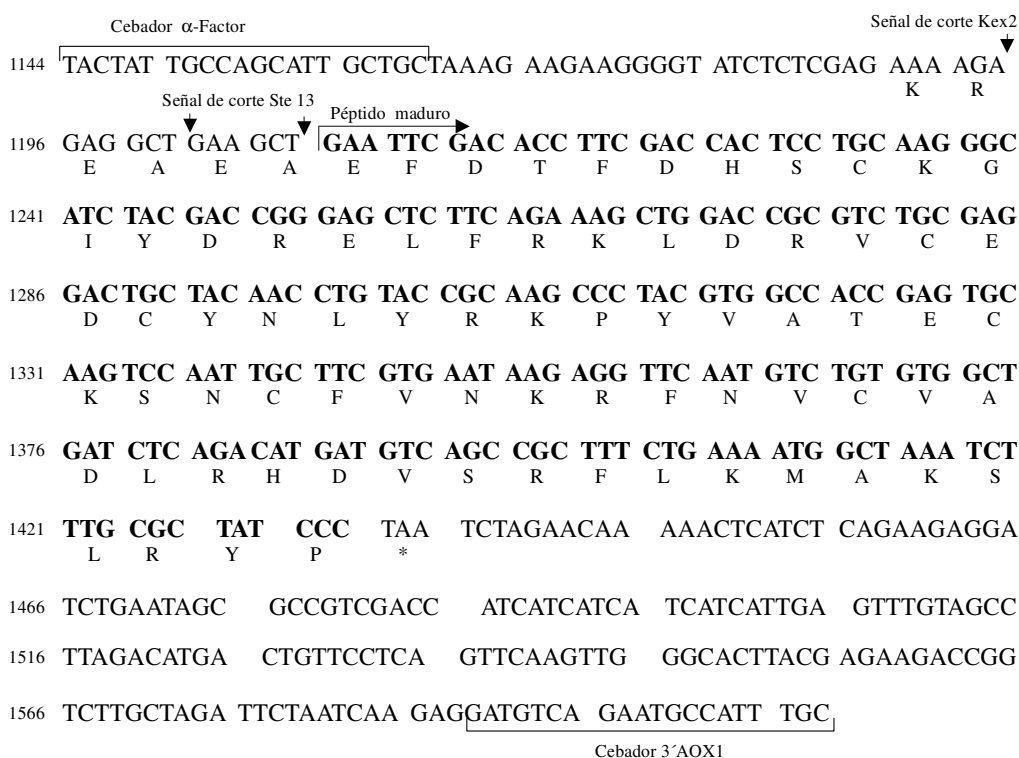 Cebador α-Factor
Señal de corte Kex2
1144 TACTATT TGCCAGCATT GCTGCTAAAG AAGAAGGGGT ATCTCTCGAG AAA AGA
K R
Señal de corte Ste 13
Péptido maduro
1196 GAG GCT GAA GCT GAA TTC GAC ACC TTC GAC CAC TCC TGC AAG GGC
E A E A E F D T F D H S C K G
1241 ATC TAC GAC CGG GAG CTC TTC AGA AAG CTG GAC CGC GTC TGC GAG
I Y D R E L F R K L D R V C E
1286 GAC TGC TAC AAC CTG TAC CGC AAG CCC TAC GTG GCC ACC GAG TGC
D C Y N L Y R K P Y V A T E C
1331 AAG TCC AAT TGC TTC GTG AAT AAG AGG TTC AAT GTC TGT GTG GCT
K S N C F V N K R F N V C V A
1376 GAT CTC AGA CAT GAT GTC AGC CGC TTT CTG AAA ATG GCT AAA TCT
D L R H D V S R F L K M A K S
1421 TTG CGC TAT CCC TAA TCTAGAACAA AAACTCATCT CAGAAGAGGA
L R Y P *
1466 TCTGAATAGC GCCGTCGACC ATCATCATCA TCATCATTGA GTTTGTAGCC
1516 TTAGACATGA CTGTTCCTCA GTTCAAGTTG GGCACTTACG AGAAGACCGG
1566 TCTTGCTAGA TTCTAATCAA GAGGATGTCA GAATGCCATT TGC
Cebador 3´AOX1